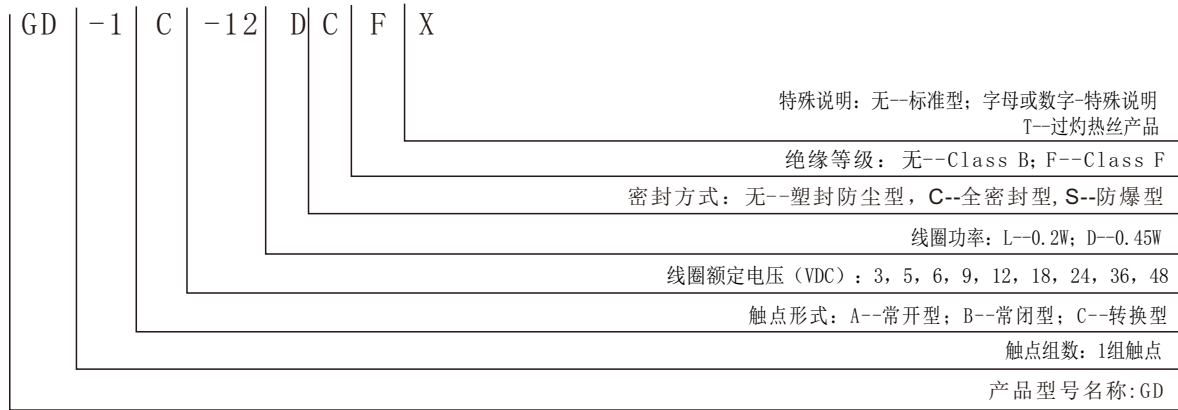 GD -1 C -12 D C F X
特殊说明: 无--标准型; 字母或数字-特殊说明
T--过灼热丝产品
绝缘等级: 无--Class B; F--Class F
密封方式: 无--塑封防尘型, C--全密封型, S--防爆型
线圈功率: L--0.2W; D--0.45W
线圈额定电压 (VDC) : 3, 5, 6, 9, 12, 18, 24, 36, 48
触点形式: A--常开型; B--常闭型; C--转换型
触点组数: 1组触点
产品型号名称:GD